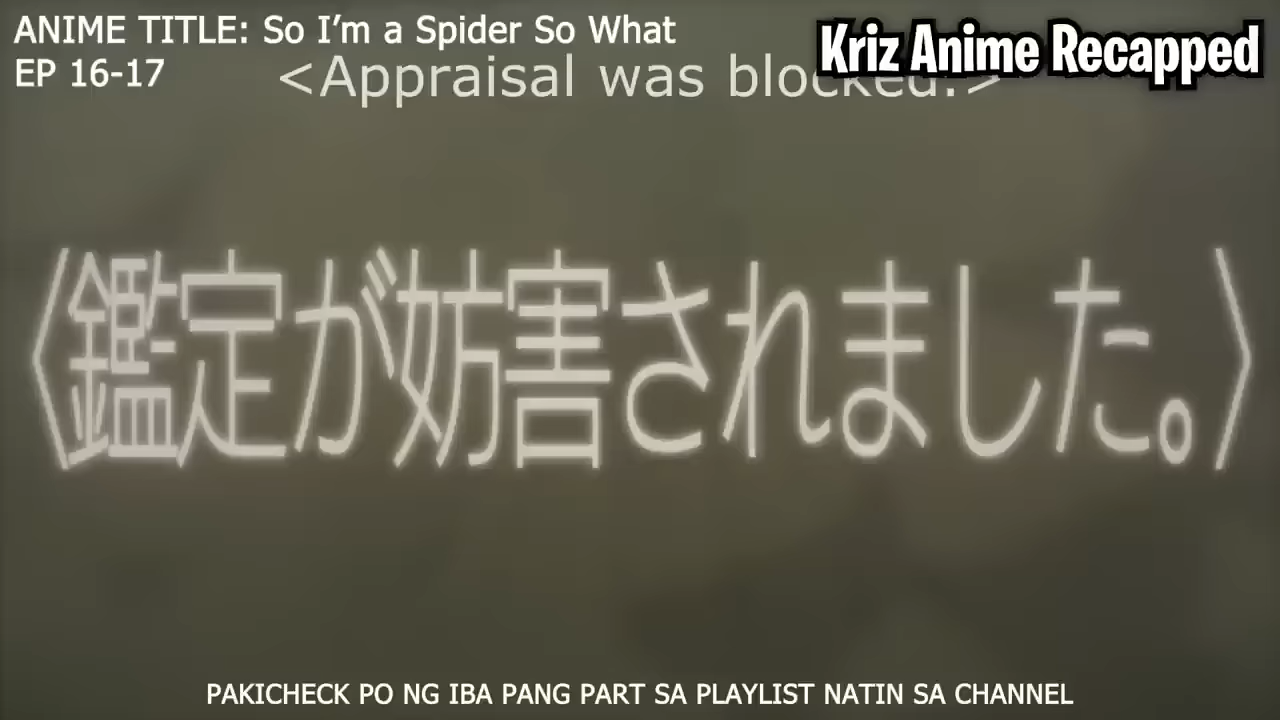 ANIME TITLE: So I'm a Spider So What
Kriz Anime Recapped
EP 16-17
<Appraisal was blocked.>
〈鑑定が妨害されました。〉
PAKICHECK PO NG IBA PANG PART SA PLAYLIST NATIN SA CHANNEL